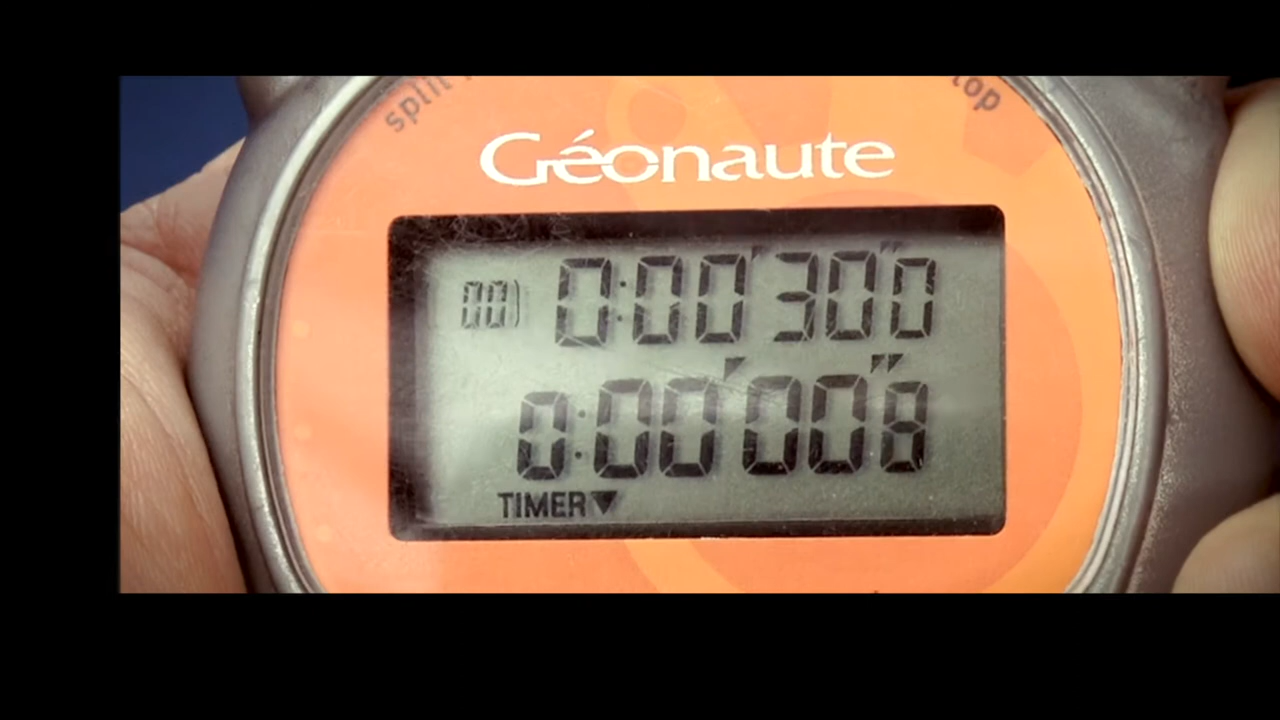 split
top
Géonaute
00) 0:00'30"0
0:00'00"8
TIMER▼